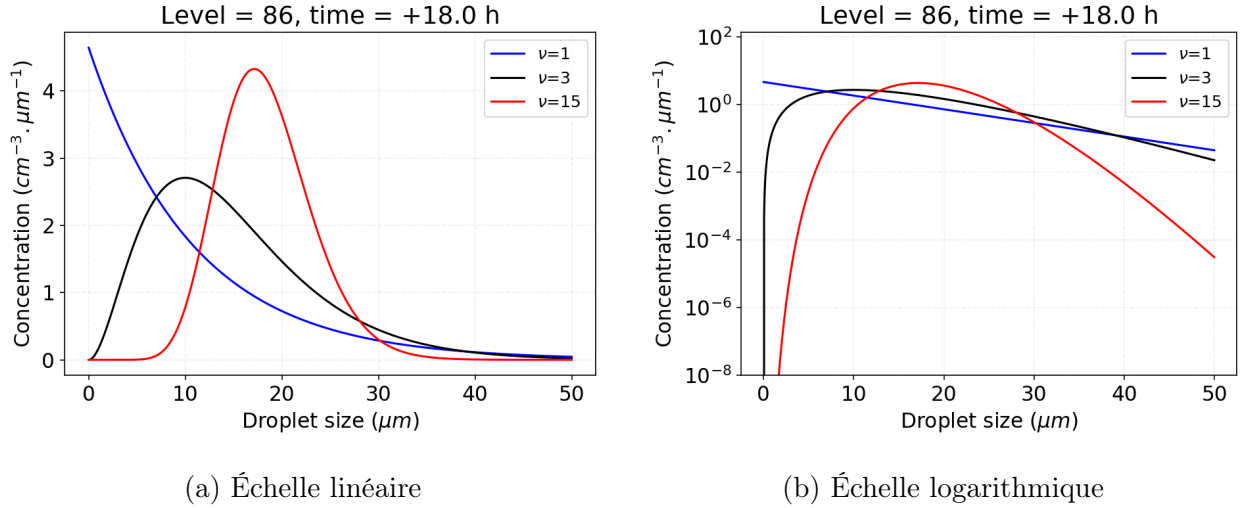 Level = 86, time = +18.0 h
Concentration (cm⁻³.μm⁻¹)
4
3
2
1
0
ν=1
ν=3
ν=15
0 10 20 30 40 50
Droplet size (μm)
(a) Échelle linéaire
Level = 86, time = +18.0 h
Concentration (cm⁻³.μm⁻¹)
10²
10⁰
10⁻²
10⁻⁴
10⁻⁶
10⁻⁸
ν=1
ν=3
ν=15
0 10 20 30 40 50
Droplet size (μm)
(b) Échelle logarithmique